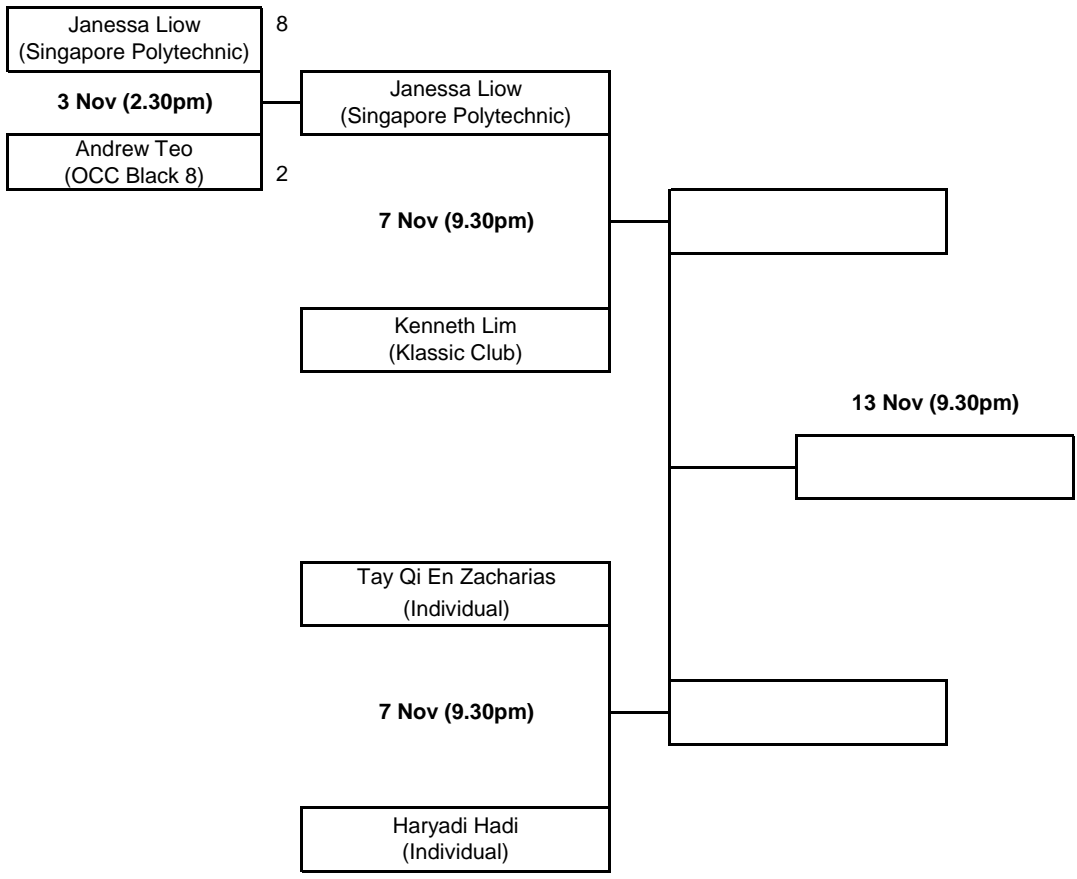 Janessa Liow
(Singapore Polytechnic)
8
3 Nov (2.30pm)
Andrew Teo
(OCC Black 8)
2
Janessa Liow
(Singapore Polytechnic)
7 Nov (9.30pm)
Kenneth Lim
(Klassic Club)
13 Nov (9.30pm)
Tay Qi En Zacharias
(Individual)
7 Nov (9.30pm)
Haryadi Hadi
(Individual)